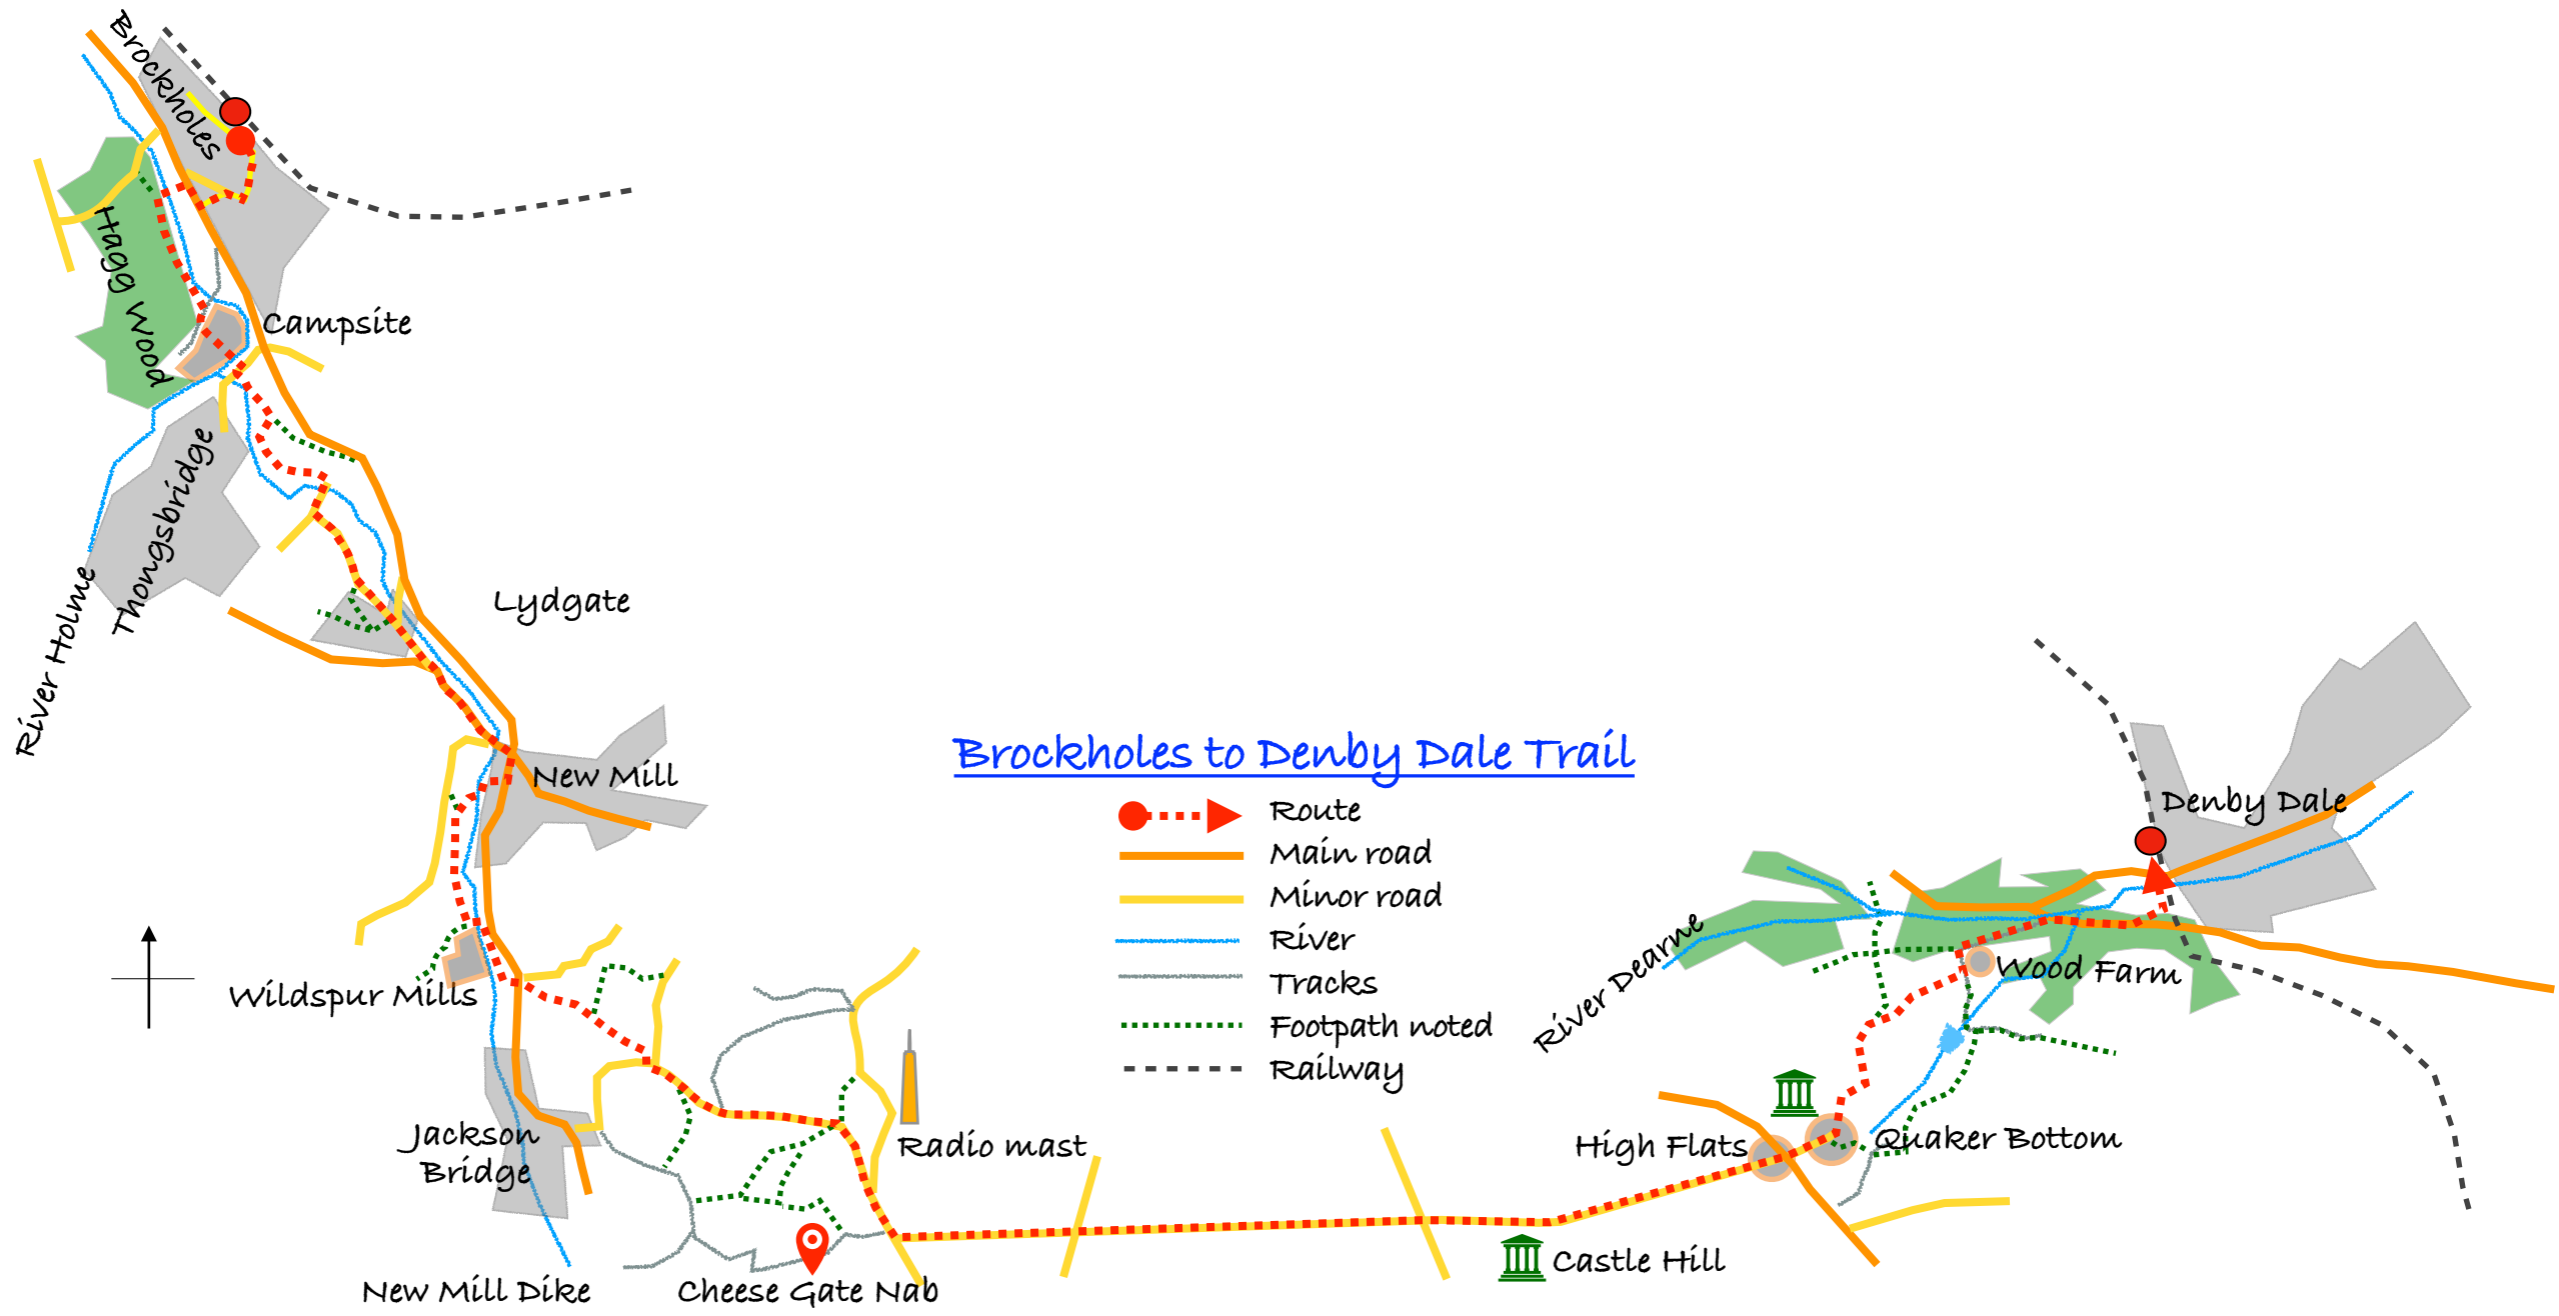 Brockholes
Hagg Wood
Campsite
Thongsbridge
River Holme
Lydgate
New Mill
Brockholes to Denby Dale Trail
Route
Main road
Minor road
River
Tracks
Footpath noted
Railway
Denby Dale
River Dearne
Wood Farm
Wildspur Mills
Jackson
Bridge
Radio mast
High Flats
Quaker Bottom
Castle Hill
New Mill Dike
Cheese Gate Nab